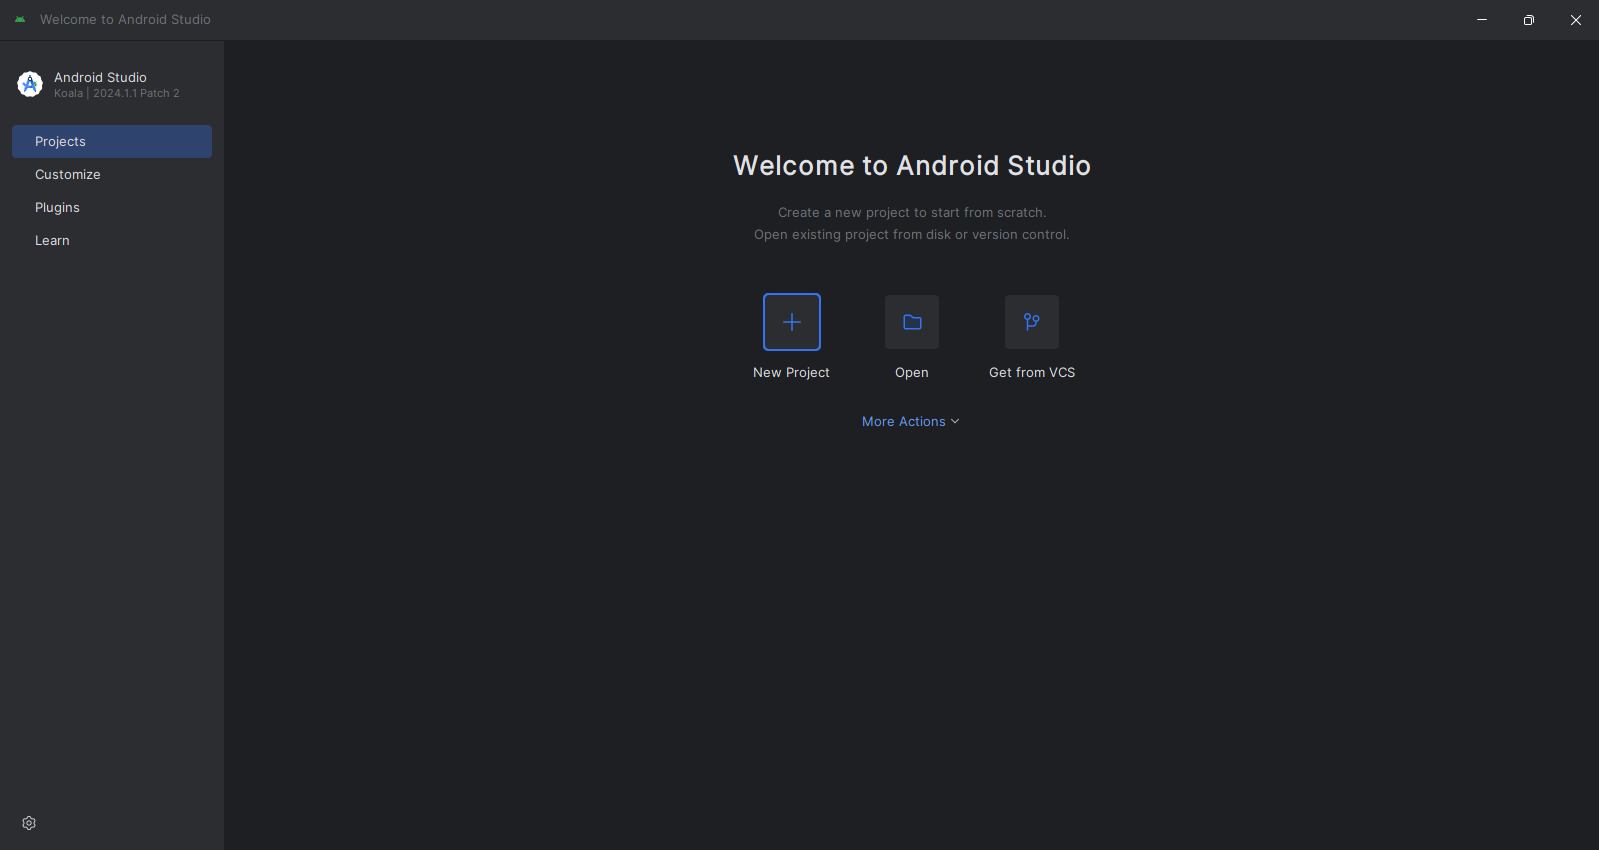 Welcome to Android Studio
Android Studio
Koala | 2024.1.1 Patch 2
Projects
Customize
Plugins
Learn
Welcome to Android Studio
Create a new project to start from scratch.
Open existing project from disk or version control.
New Project
Open
Get from VCS
More Actions